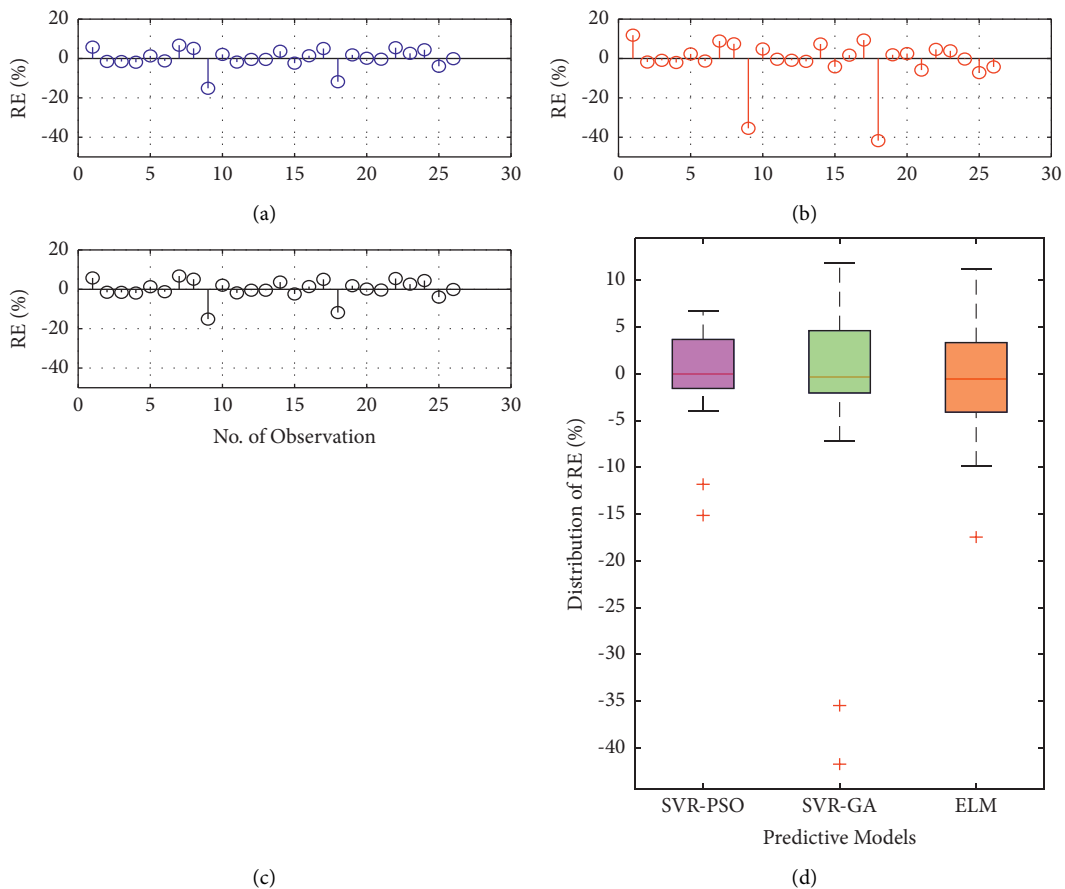 20
0
-20
-40
RE (%)
0 5 10 15 20 25 30
(a)
20
0
-20
-40
RE (%)
0 5 10 15 20 25 30
(b)
20
0
-20
-40
RE (%)
0 5 10 15 20 25 30
No. of Observation
(c)
10
5
0
-5
-10
-15
-20
-25
-30
-35
-40
Distribution of RE (%)
SVR-PSO SVR-GA ELM
Predictive Models
(d)